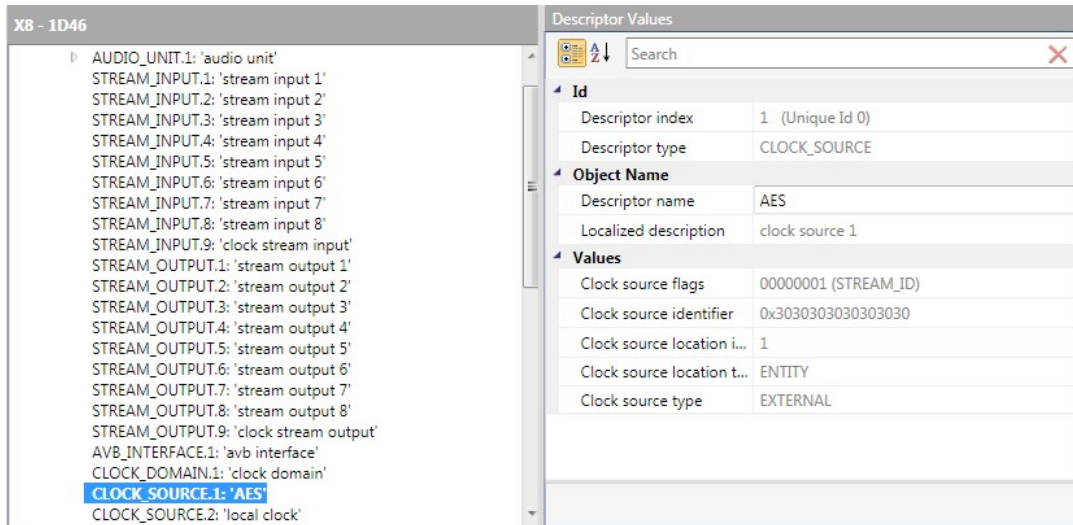 X8 - 1D46
AUDIO_UNIT.1: 'audio unit'
STREAM_INPUT.1: 'stream input 1'
STREAM_INPUT.2: 'stream input 2'
STREAM_INPUT.3: 'stream input 3'
STREAM_INPUT.4: 'stream input 4'
STREAM_INPUT.5: 'stream input 5'
STREAM_INPUT.6: 'stream input 6'
STREAM_INPUT.7: 'stream input 7'
STREAM_INPUT.8: 'stream input 8'
STREAM_INPUT.9: 'clock stream input'
STREAM_OUTPUT.1: 'stream output 1'
STREAM_OUTPUT.2: 'stream output 2'
STREAM_OUTPUT.3: 'stream output 3'
STREAM_OUTPUT.4: 'stream output 4'
STREAM_OUTPUT.5: 'stream output 5'
STREAM_OUTPUT.6: 'stream output 6'
STREAM_OUTPUT.7: 'stream output 7'
STREAM_OUTPUT.8: 'stream output 8'
STREAM_OUTPUT.9: 'clock stream output'
AVB_INTERFACE.1: 'avb interface'
CLOCK_DOMAIN.1: 'clock domain'
CLOCK_SOURCE.1: 'AES'
CLOCK_SOURCE.2: 'local clock'
Descriptor Values
A Z Search
Id
Descriptor index 1 (Unique Id 0)
Descriptor type CLOCK_SOURCE
Object Name
Descriptor name AES
Localized description clock source 1
Values
Clock source flags 00000001 (STREAM_ID)
Clock source identifier 0x3030303030303030
Clock source location i... 1
Clock source location t... ENTITY
Clock source type EXTERNAL